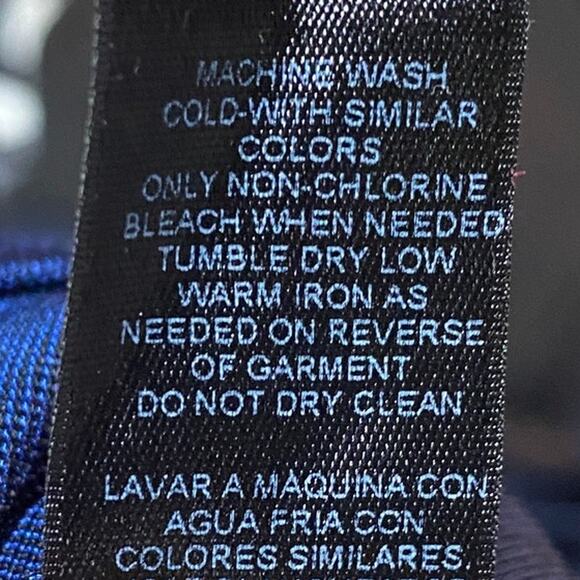 MACHINE WASH
COLD-WITH SIMILAR
COLORS
ONLY NON-CHLORINE
BLEACH WHEN NEEDED
TUMBLE DRY LOW
WARM IRON AS
NEEDED ON REVERSE
OF GARMENT
DO NOT DRY CLEAN
LAVAR A MAQUINA CON
AGUA FRIA CON
COLORES SIMILARES.